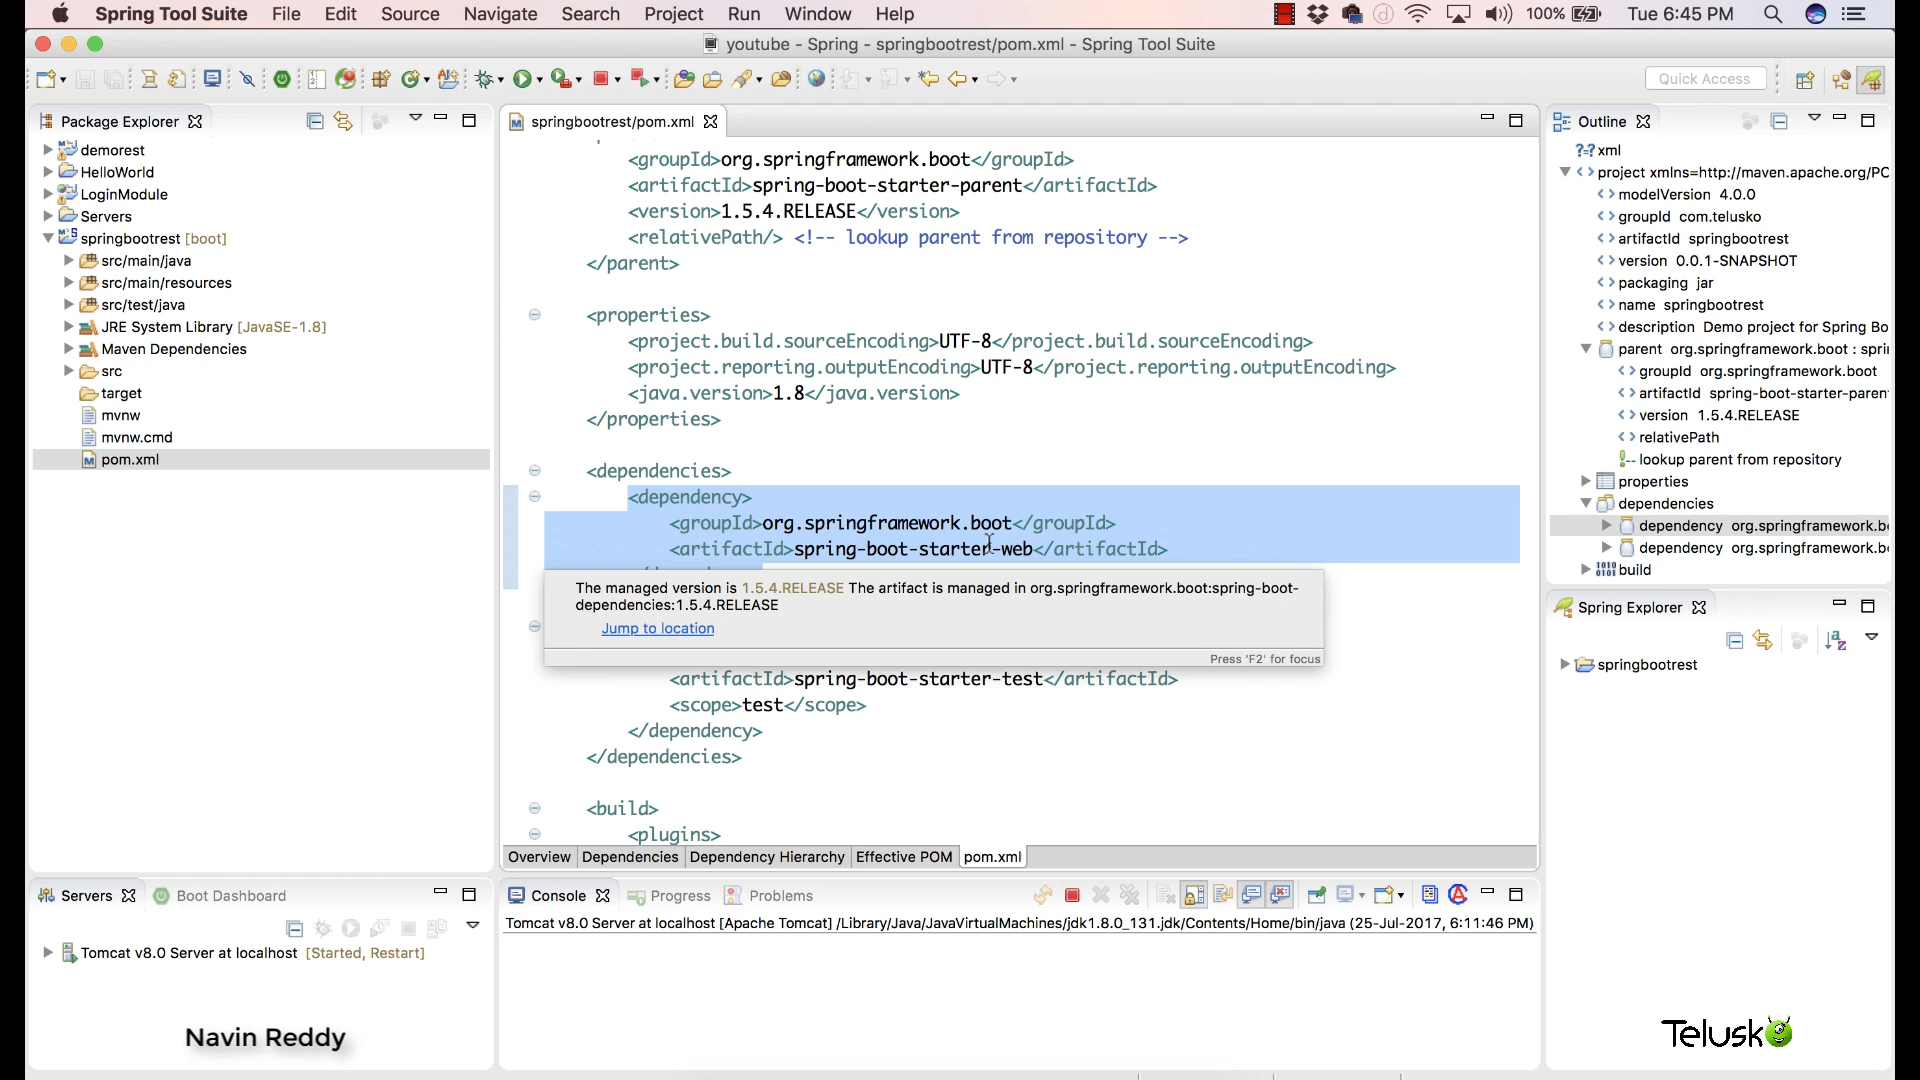 Spring Tool Suite File Edit Source Navigate Search Project Run Window Help 100% Tue 6:45 PM
youtube - Spring - springbootrest/pom.xml - Spring Tool Suite
Quick Access
Package Explorer
demorest
HelloWorld
LoginModule
Servers
springbootrest [boot]
src/main/java
src/main/resources
src/test/java
JRE System Library [JavaSE-1.8]
Maven Dependencies
src
target
mvnw
mvnw.cmd
pom.xml
springbootrest/pom.xml
<groupId>org.springframework.boot</groupId>
<artifactId>spring-boot-starter-parent</artifactId>
<version>1.5.4.RELEASE</version>
<relativePath/> <!-- lookup parent from repository -->
</parent>
<properties>
<project.build.sourceEncoding>UTF-8</project.build.sourceEncoding>
<project.reporting.outputEncoding>UTF-8</project.reporting.outputEncoding>
<java.version>1.8</java.version>
</properties>
<dependencies>
<dependency>
<groupId>org.springframework.boot</groupId>
<artifactId>spring-boot-starter-web</artifactId>
The managed version is 1.5.4.RELEASE The artifact is managed in org.springframework.boot:spring-boot-
dependencies:1.5.4.RELEASE
Jump to location
Press 'F2' for focus
<artifactId>spring-boot-starter-test</artifactId>
<scope>test</scope>
</dependency>
</dependencies>
<build>
<plugins>
Overview Dependencies Dependency Hierarchy Effective POM pom.xml
Outline
xml
project xmlns=http://maven.apache.org/PO
modelVersion 4.0.0
groupId com.telusko
artifactId springbootrest
version 0.0.1-SNAPSHOT
packaging jar
name springbootrest
description Demo project for Spring Bo
parent org.springframework.boot : spri
groupId org.springframework.boot
artifactId spring-boot-starter-paren
version 1.5.4.RELEASE
relativePath
lookup parent from repository
properties
dependencies
dependency org.springframework.bo
dependency org.springframework.bo
build
Spring Explorer
springbootrest
Servers Boot Dashboard
Tomcat v8.0 Server at localhost [Started, Restart]
Console Progress Problems
Tomcat v8.0 Server at localhost [Apache Tomcat] /Library/Java/JavaVirtualMachines/jdk1.8.0_131.jdk/Contents/Home/bin/java (25-Jul-2017, 6:11:46 PM)
Navin Reddy
Telusko